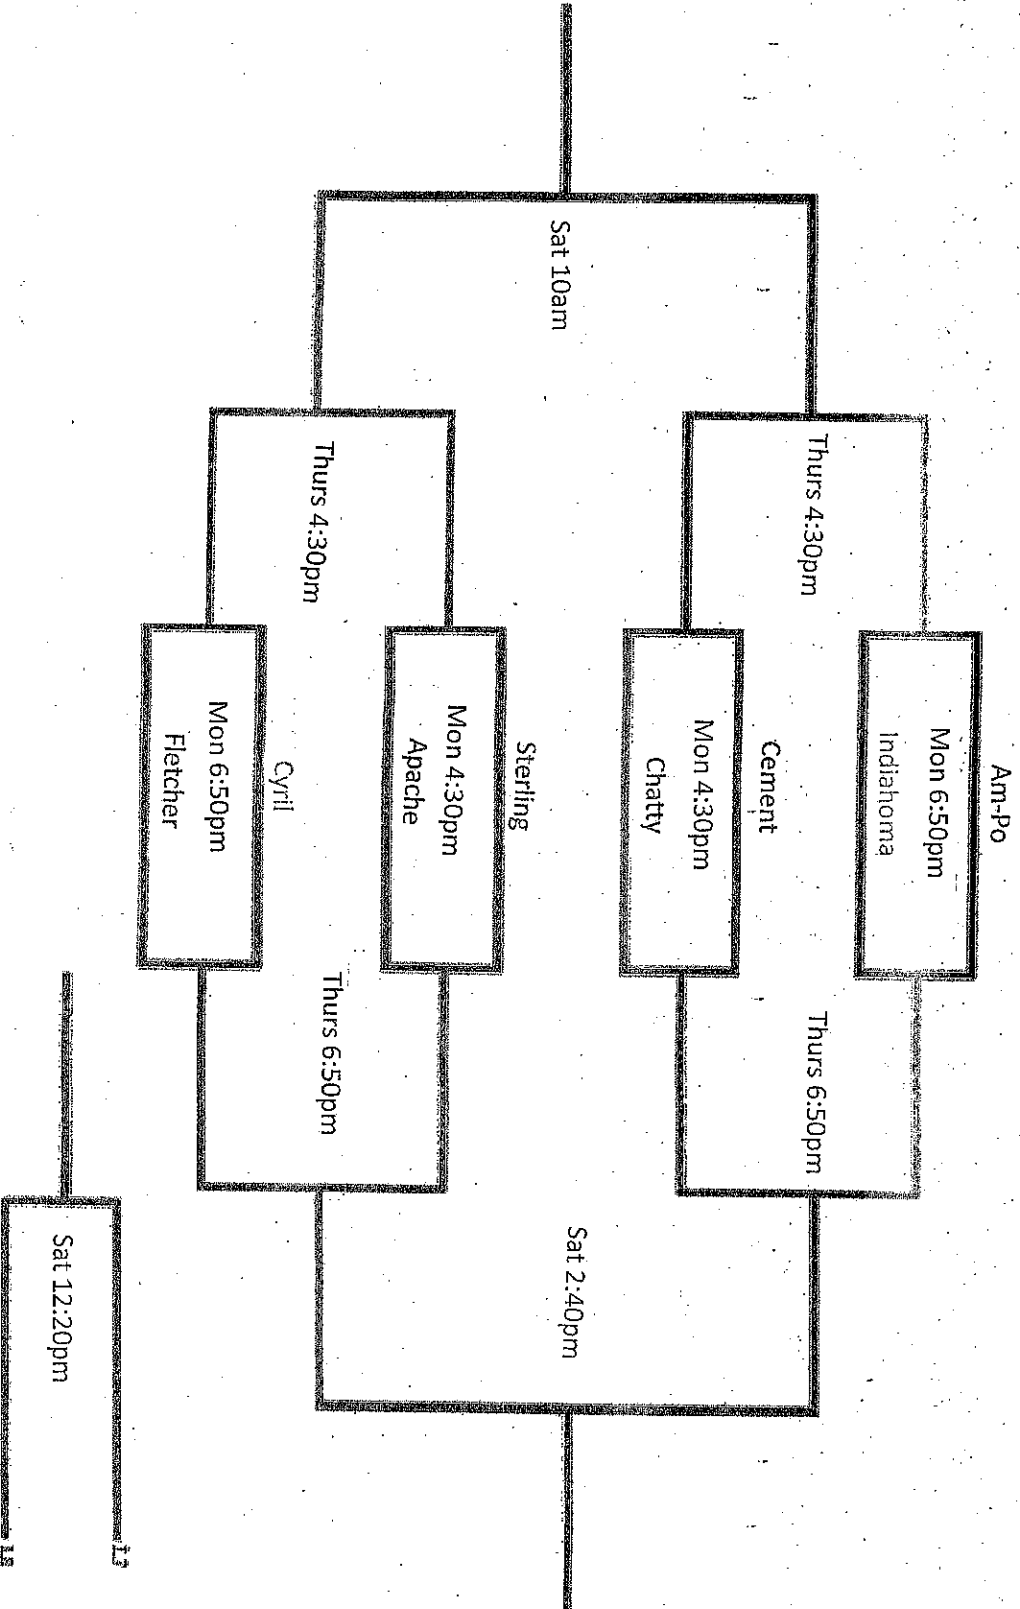 Am-Po
Mon 6:50pm
Indiahoma
Thurs 4:30pm
Thurs 6:50pm
Cement
Mon 4:30pm
Chatty
Sat 10am
Sat 2:40pm
Sterling
Mon 4:30pm
Apache
Thurs 4:30pm
Thurs 6:50pm
Cyril
Mon 6:50pm
Fletcher
Sat 12:20pm